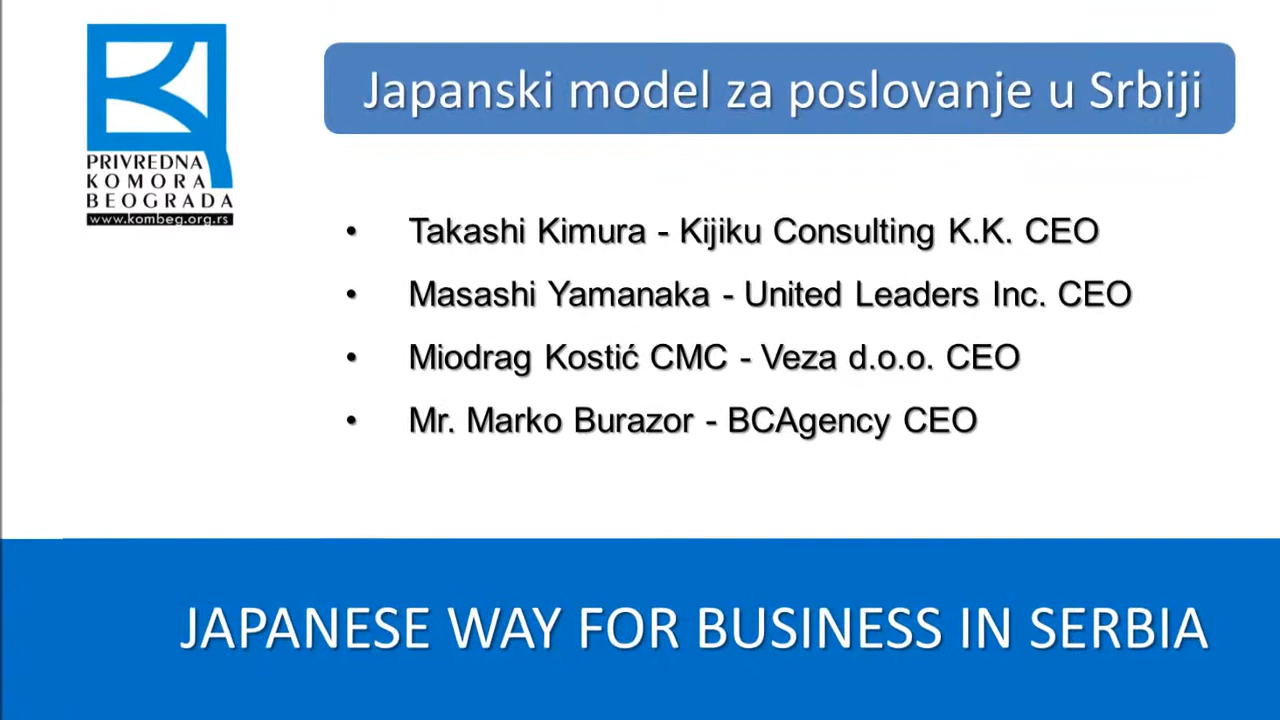 PRIVREDNA
KOMORA
BEOGRADA
www.kombeg.org.rs
Japanski model za poslovanje u Srbiji
• Takashi Kimura - Kijiku Consulting K.K. CEO
• Masashi Yamanaka - United Leaders Inc. CEO
• Miodrag Kostić CMC - Veza d.o.o. CEO
• Mr. Marko Burazor - BCAgency CEO
JAPANESE WAY FOR BUSINESS IN SERBIA